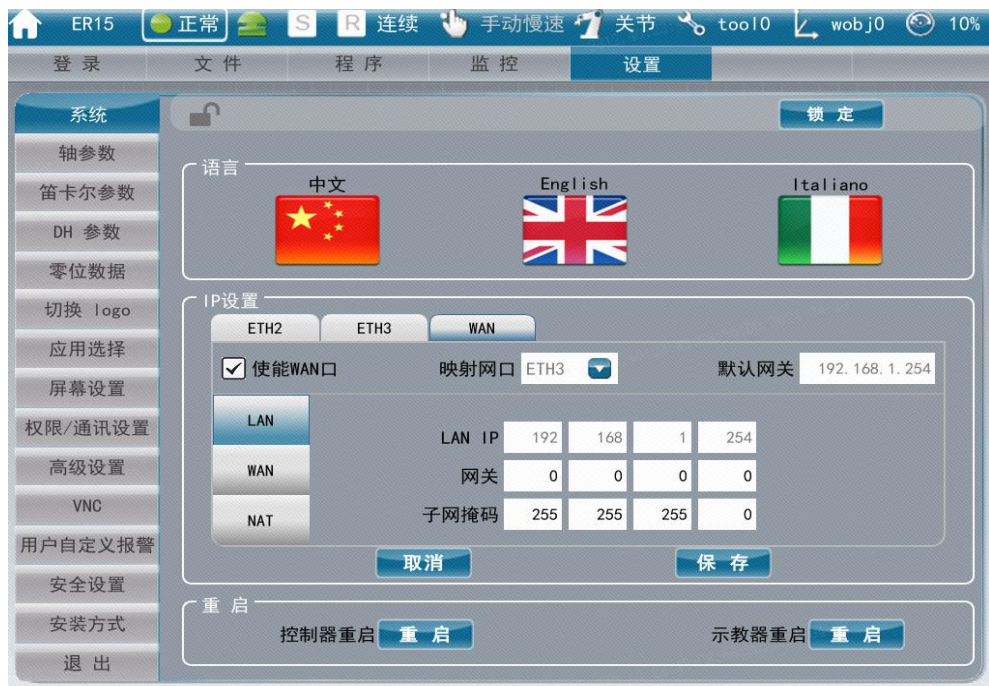 ER15 正常 S R 连续 手动慢速 关节 tool0 wobj0 10%
登录 文件 程序 监控 设置
系统
锁定
轴参数
笛卡尔参数
DH 参数
零位数据
切换 logo
应用选择
屏幕设置
权限/通讯设置
高级设置
VNC
用户自定义报警
安全设置
安装方式
退出
语言
中文 English Italiano
IP设置
ETH2 ETH3 WAN
使能WAN口 映射网口 ETH3 默认网关 192.168.1.254
LAN
WAN
NAT
LAN IP 192 168 1 254
网关 0 0 0 0
子网掩码 255 255 255 0
取消 保存
重启
控制器重启 重启 示教器重启 重启